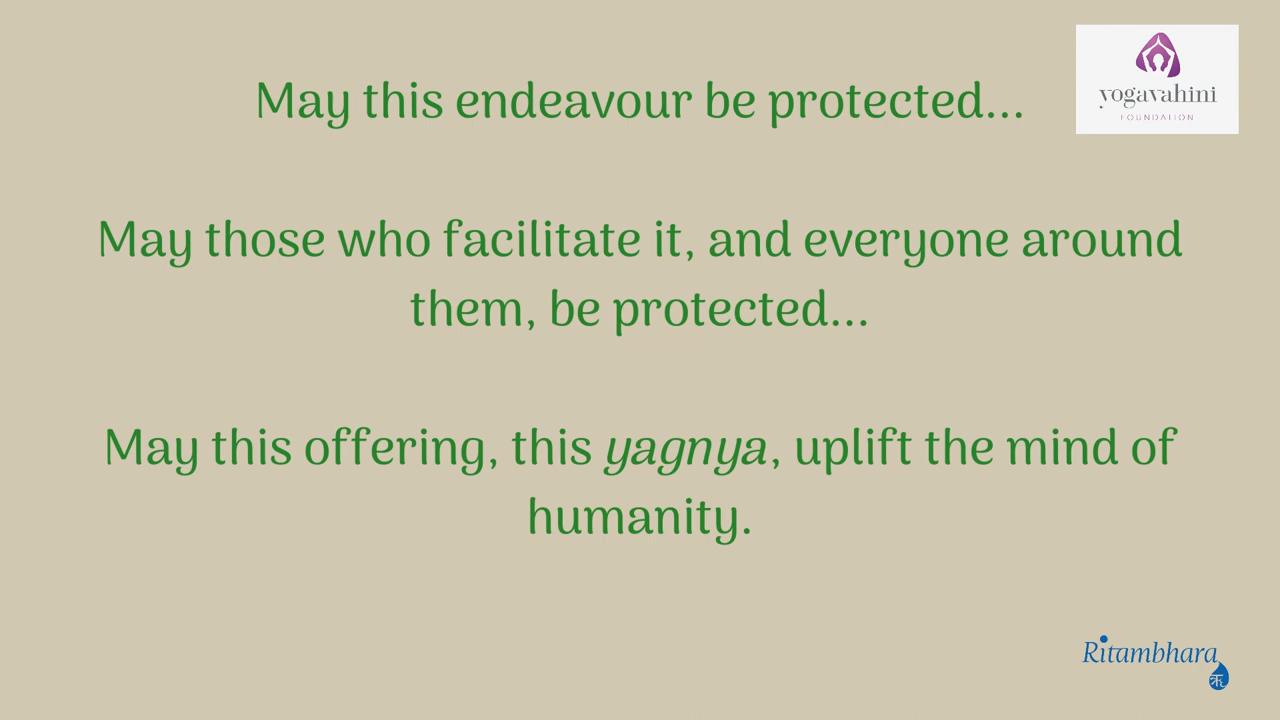 May this endeavour be protected...
yogavahini
FOUNDATION
May those who facilitate it, and everyone around
them, be protected...
May this offering, this yagnya, uplift the mind of
humanity.
Ritambhara
ऋ